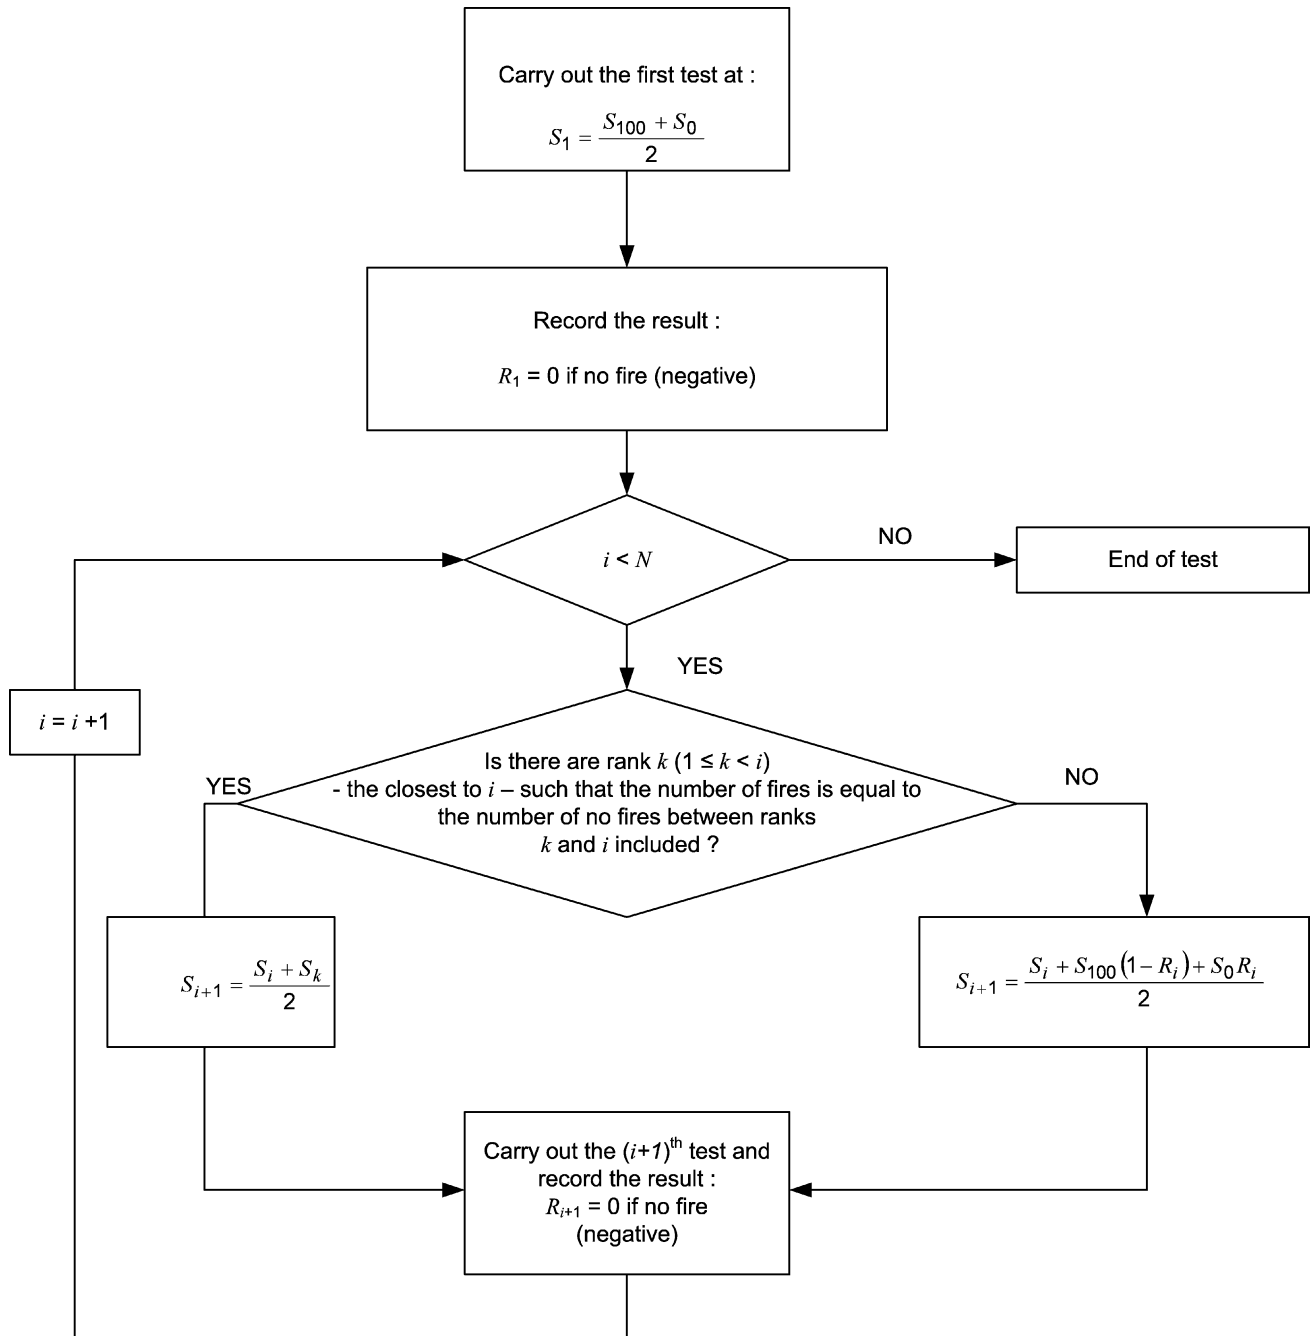 Carry out the first test at :
S1 = (S100 + S0) / 2
Record the result :
R1 = 0 if no fire (negative)
i < N
NO
End of test
YES
i = i +1
Is there are rank k (1 ≤ k < i)
- the closest to i – such that the number of fires is equal to
the number of no fires between ranks
k and i included ?
YES
NO
Si+1 = (Si + Sk) / 2
Si+1 = (Si + S100 (1– Ri) + S0 Ri) / 2
Carry out the (i+1)th test and
record the result :
Ri+1 = 0 if no fire
(negative)